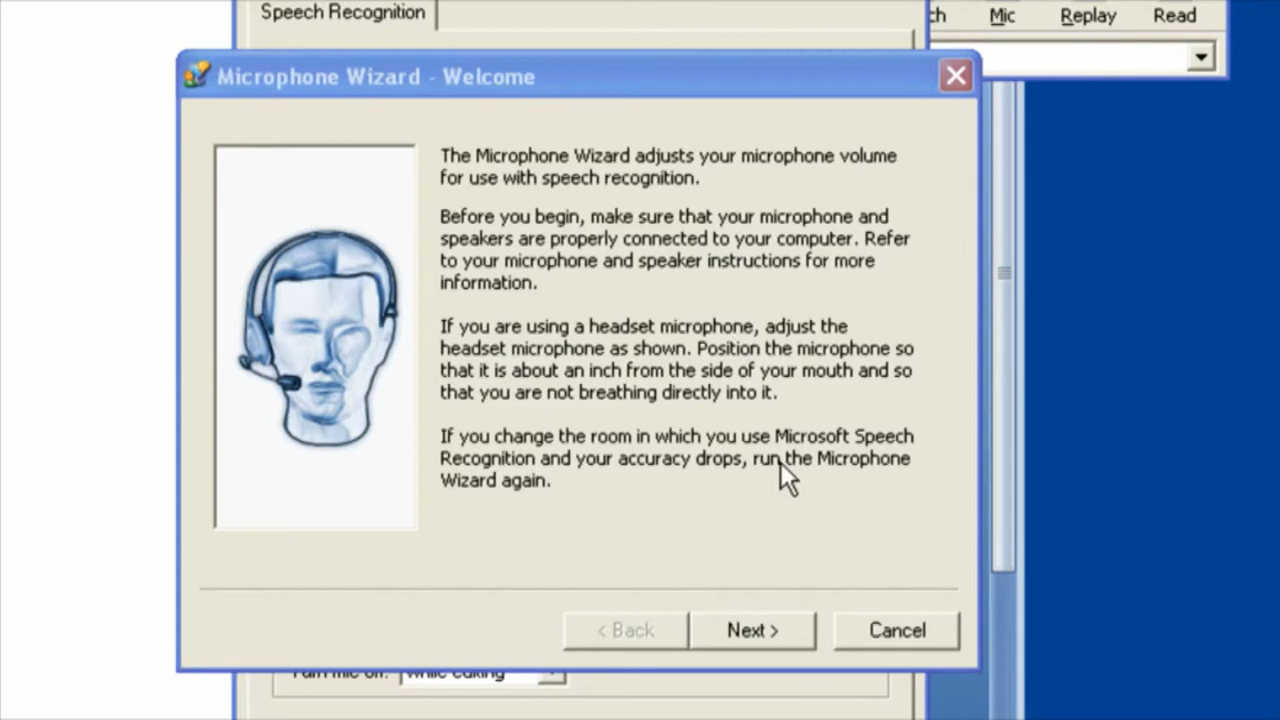 Speech Recognition
Mic
Replay
Read
Microphone Wizard - Welcome
The Microphone Wizard adjusts your microphone volume
for use with speech recognition.
Before you begin, make sure that your microphone and
speakers are properly connected to your computer. Refer
to your microphone and speaker instructions for more
information.
If you are using a headset microphone, adjust the
headset microphone as shown. Position the microphone so
that it is about an inch from the side of your mouth and so
that you are not breathing directly into it.
If you change the room in which you use Microsoft Speech
Recognition and your accuracy drops, run the Microphone
Wizard again.
< Back
Next >
Cancel
while editing